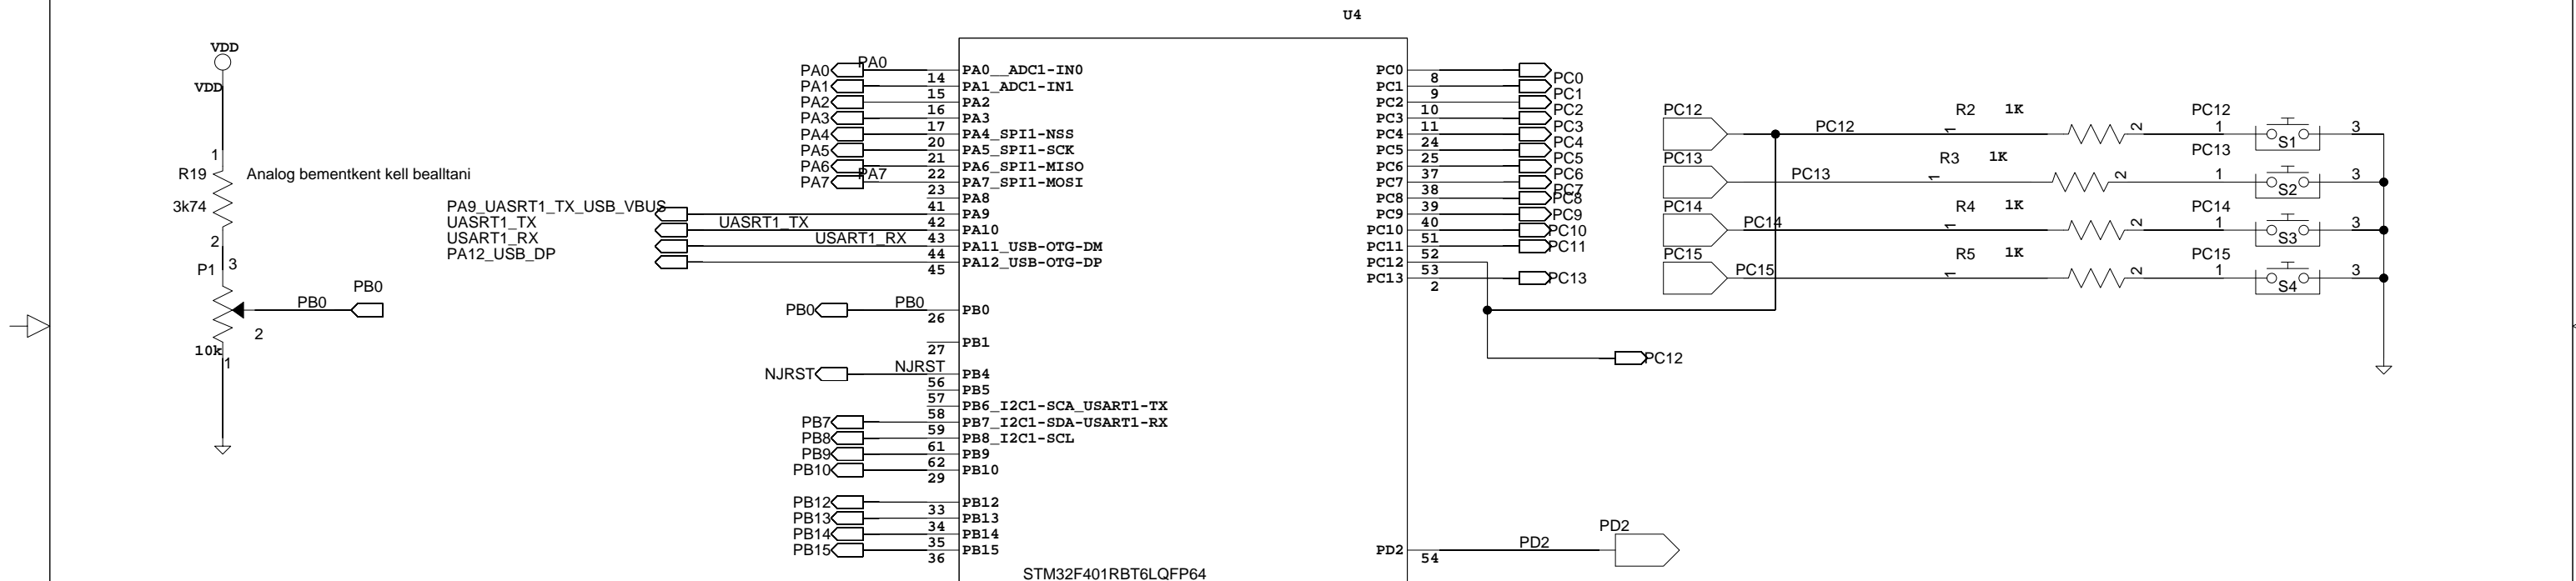 U4
VDD
VDD
1
R19
Analog bementkent kell bealltani
3k74
2
3
P1
PB0
PB0
2
10k
1
PA0
PA0
14
PA0__ADC1-IN0
PA1
15
PA1_ADC1-IN1
PA2
16
PA2
PA3
17
PA3
PA4
20
PA4_SPI1-NSS
PA5
21
PA5_SPI1-SCK
PA6
22
PA6_SPI1-MISO
PA7
PA7
23
PA7_SPI1-MOSI
41
PA8
PA9_UASRT1_TX_USB_VBUS
42
PA9
UASRT1_TX
UASRT1_TX
43
PA10
USART1_RX
USART1_RX
44
PA11_USB-OTG-DM
PA12_USB_DP
45
PA12_USB-OTG-DP
PB0
PB0
26
PB0
27
PB1
NJRST
NJRST
56
PB4
57
PB5
58
PB6_I2C1-SCA_USART1-TX
PB7
59
PB7_I2C1-SDA-USART1-RX
PB8
61
PB8_I2C1-SCL
PB9
62
PB9
PB10
29
PB10
PB12
33
PB12
PB13
34
PB13
PB14
35
PB14
PB15
36
PB15
STM32F401RBT6LQFP64
PC0
8
PC0
PC1
9
PC1
PC2
10
PC2
PC3
11
PC3
PC4
24
PC4
PC5
25
PC5
PC6
37
PC6
PC7
38
PC7
PC8
39
PC8
PC9
40
PC9
PC10
51
PC10
PC11
52
PC11
PC12
53
PC13
2
PC13
PC12
PD2
54
PD2
PD2
PC12
PC12
1
R2
1K
2
PC12
1
S1
3
PC13
PC13
1
R3
1K
2
PC13
1
S2
3
PC14
PC14
1
R4
1K
2
PC14
1
S3
3
PC15
PC15
1
R5
1K
2
PC15
1
S4
3